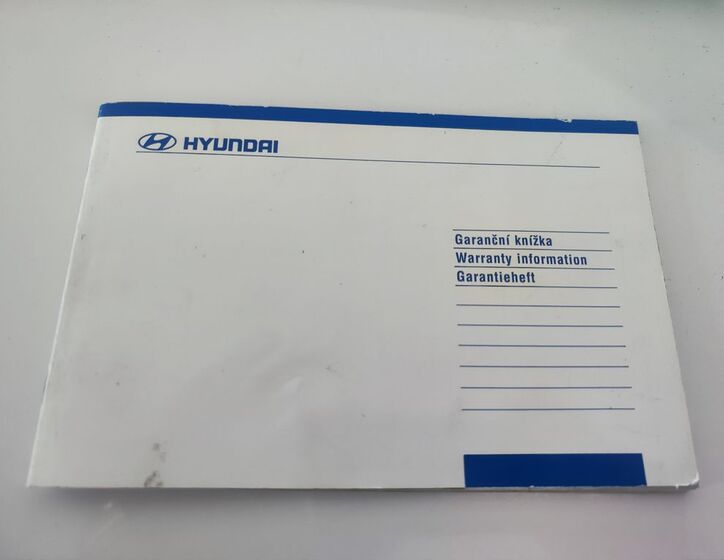 HYUNDAI
Garanční knížka
Warranty information
Garantieheft